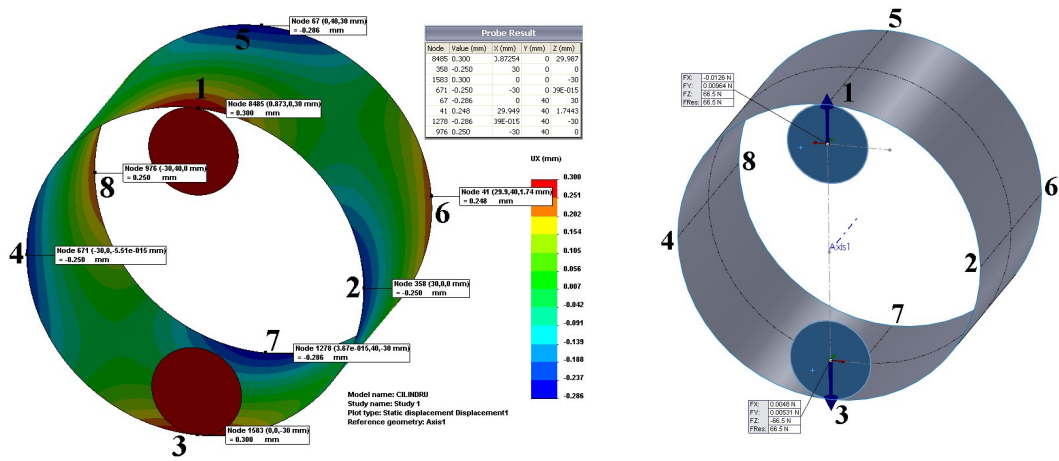 Node 67 (0,40,30 mm)
= -0.286 mm
5
1
Node 8485 (0.873,0,30 mm)
= 0.300 mm
Node 976 (-30,40,0 mm)
= 0.250 mm
8
Node 41 (29.9,40,1.74 mm)
= 0.248 mm
6
4
Node 671 (-30,0,-5.51e-015 mm)
= -0.250 mm
2
Node 358 (30,0,0 mm)
= -0.250 mm
7
Node 1278 (3.67e-015,40,-30 mm)
= -0.286 mm
Node 1583 (0,0,-30 mm)
= 0.300 mm
3
Probe Result
Node Value (mm) X (mm) Y (mm) Z (mm)
8485 0.300 3.87254 0 29.987
358 -0.250 30 0 0
1583 0.300 0 0 -30
671 -0.250 -30 0 39E-015
67 -0.286 0 40 30
41 0.248 29.949 40 1.7443
1278 -0.286 39E-015 40 -30
976 0.250 -30 40 0
UX (mm)
0.300
0.251
0.202
0.154
0.105
0.056
0.007
-0.042
-0.091
-0.139
-0.188
-0.237
-0.286
Model name: CILINDRU
Study name: Study 1
Plot type: Static displacement Displacement1
Reference geometry: Axis1
5
FX: -0.0126 N
FY: 0.00964 N
FZ: 66.5 N
FRes: 66.5 N
1
8
6
4
Axis1
2
7
FX: 0.0048 N
FY: 0.00531 N
FZ: -66.5 N
FRes: 66.5 N
3